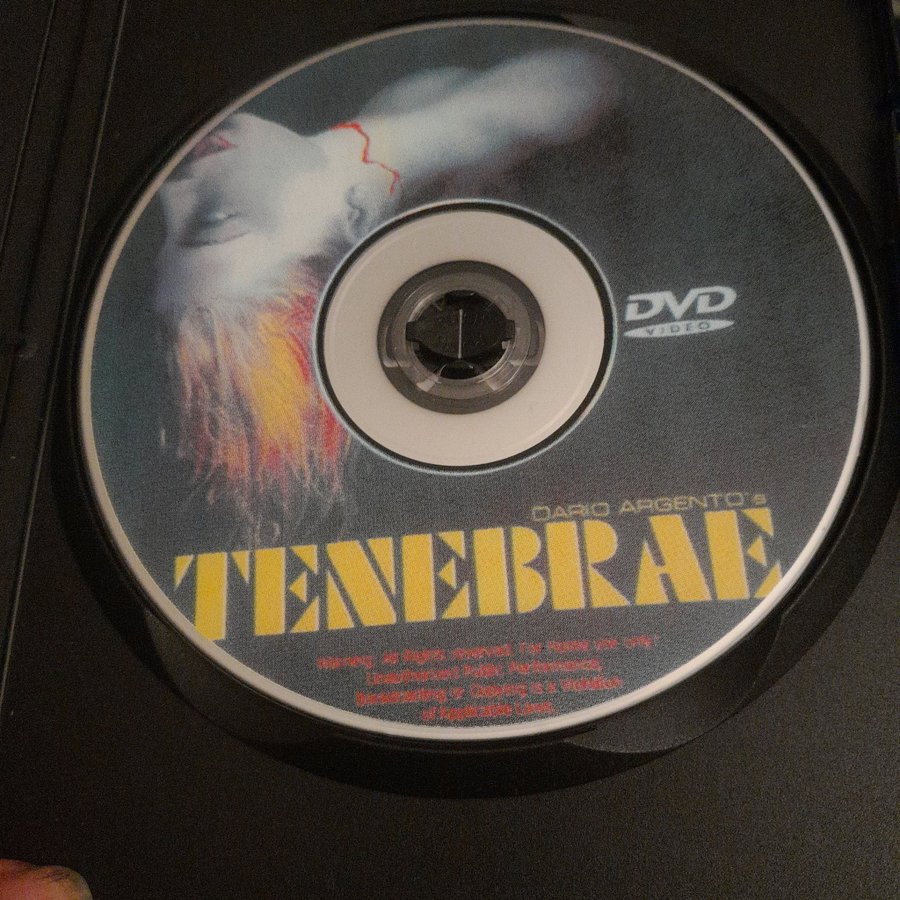 DVD
VIDEO
DARIO ARGENTO's
TENEBRAE
Warning: All Rights reserved. For home use only.
Unauthorised Public Performance,
Broadcasting or Copying is a Violation
of Applicable Laws.